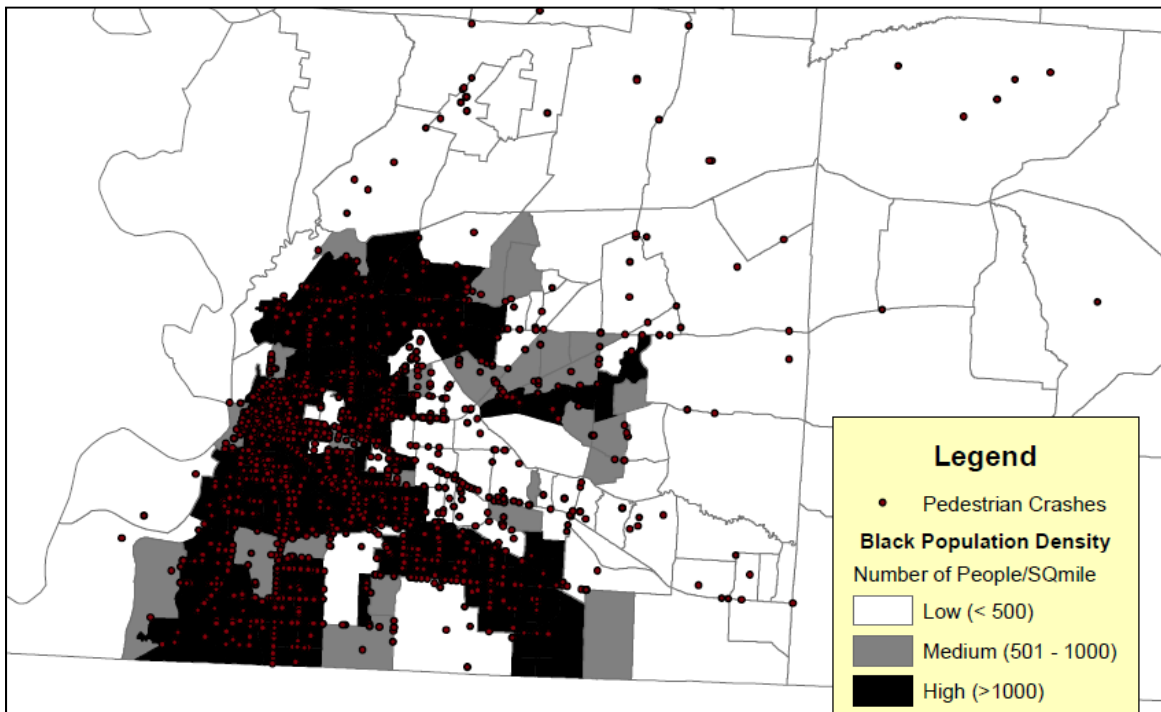 Legend
Pedestrian Crashes
Black Population Density
Number of People/SQmile
Low (< 500)
Medium (501 - 1000)
High (>1000)